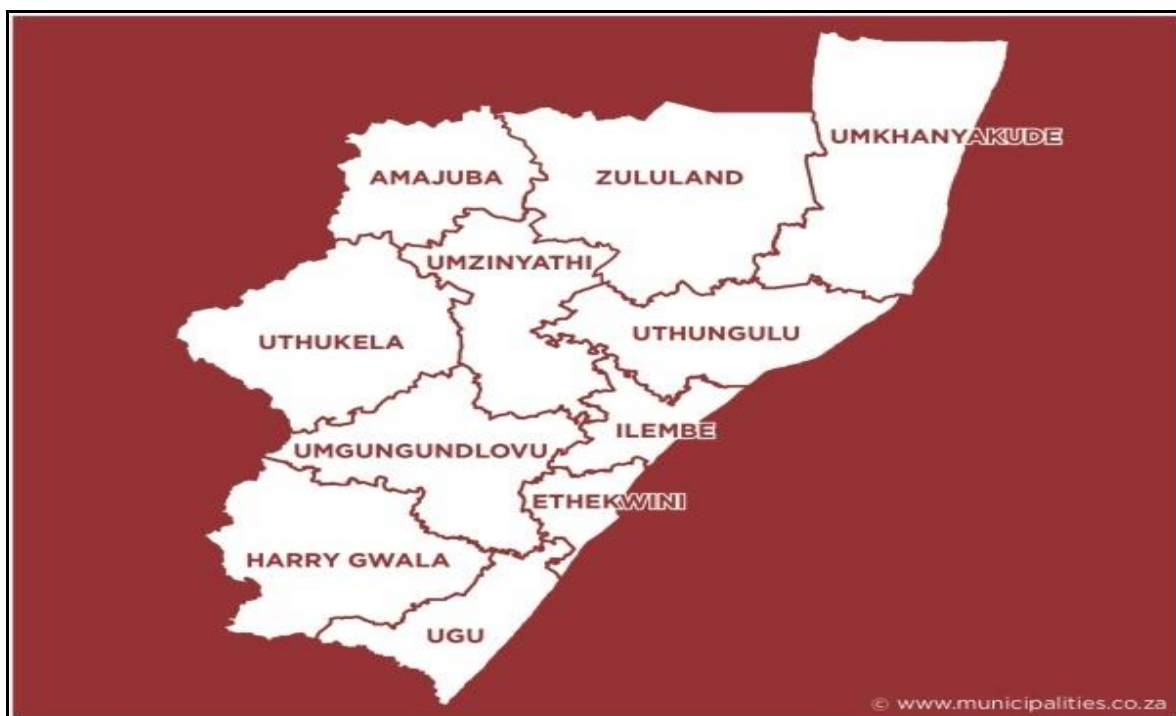 UMKHANYAKUDE
AMAJUBA
ZULULAND
UMZINYATHI
UTHUKELA
UTHUNGULU
ILEMBE
UMGUNGUNDLOVU
ETHEKWINI
HARRY GWALA
UGU
© www.municipalities.co.za